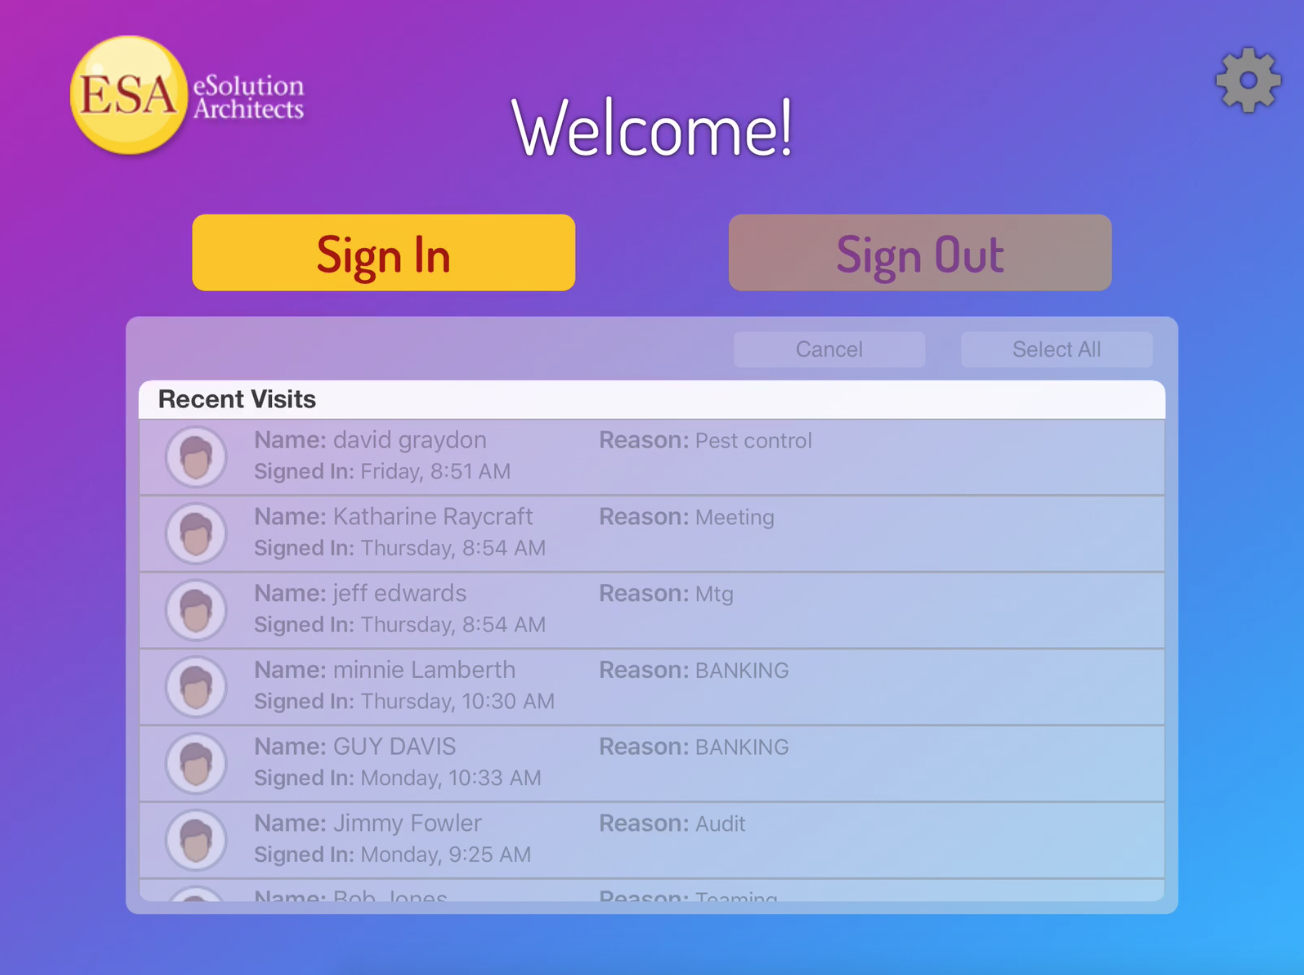 ESA eSolution
Architects
Welcome!
Sign In
Sign Out
Cancel
Select All
Recent Visits
Name: david graydon
Reason: Pest control
Signed In: Friday, 8:51 AM
Name: Katharine Raycraft
Reason: Meeting
Signed In: Thursday, 8:54 AM
Name: jeff edwards
Reason: Mtg
Signed In: Thursday, 8:54 AM
Name: minnie Lamberth
Reason: BANKING
Signed In: Thursday, 10:30 AM
Name: GUY DAVIS
Reason: BANKING
Signed In: Monday, 10:33 AM
Name: Jimmy Fowler
Reason: Audit
Signed In: Monday, 9:25 AM
Name: Bob Jones
Reason: Teaming